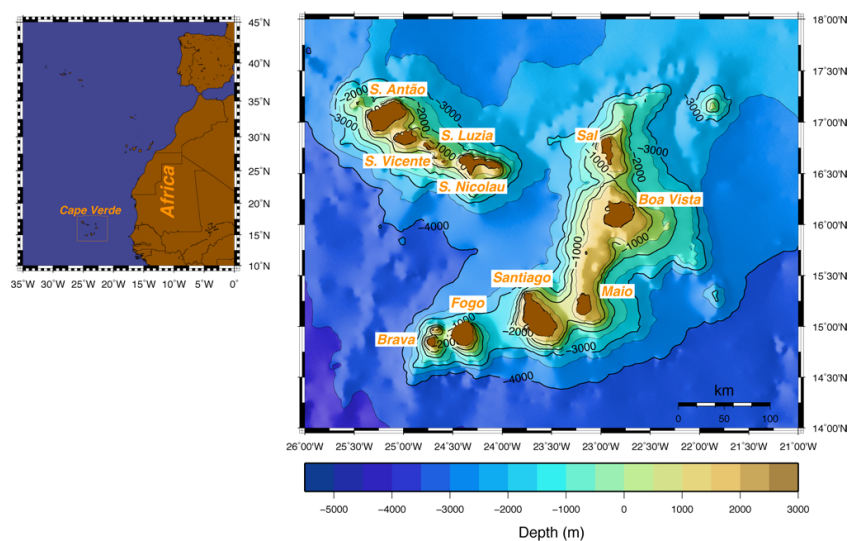 45°N
40°N
35°N
30°N
25°N
20°N
15°N
10°N
35°W
30°W
25°W
20°W
15°W
10°W
5°W
0°
Africa
Cape Verde
18°00'N
17°30'N
17°00'N
16°30'N
16°00'N
15°30'N
15°00'N
14°30'N
14°00'N
26°00'W
25°30'W
25°00'W
24°30'W
24°00'W
23°30'W
23°00'W
22°30'W
22°00'W
21°30'W
21°00'W
S. Antão
−2000
−3000
−3000
−3000
−2000
S. Luzia
Sal
S. Vicente
−1000
−3000
−2000
S. Nicolau
Boa Vista
−4000
−1000
−1000
Santiago
Maio
Fogo
Brava
−1000
−2000
−2000
−3000
−4000
km
0
50
100
−5000
−4000
−3000
−2000
−1000
0
1000
2000
3000
Depth (m)